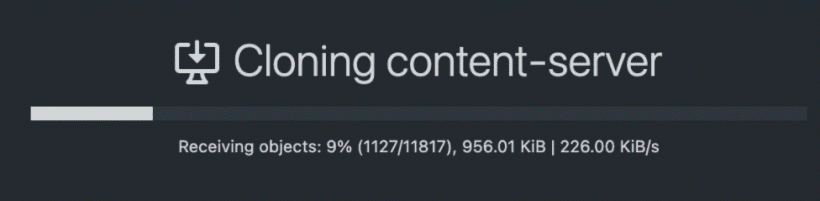 Cloning content-server
Receiving objects: 9% (1127/11817), 956.01 KiB | 226.00 KiB/s